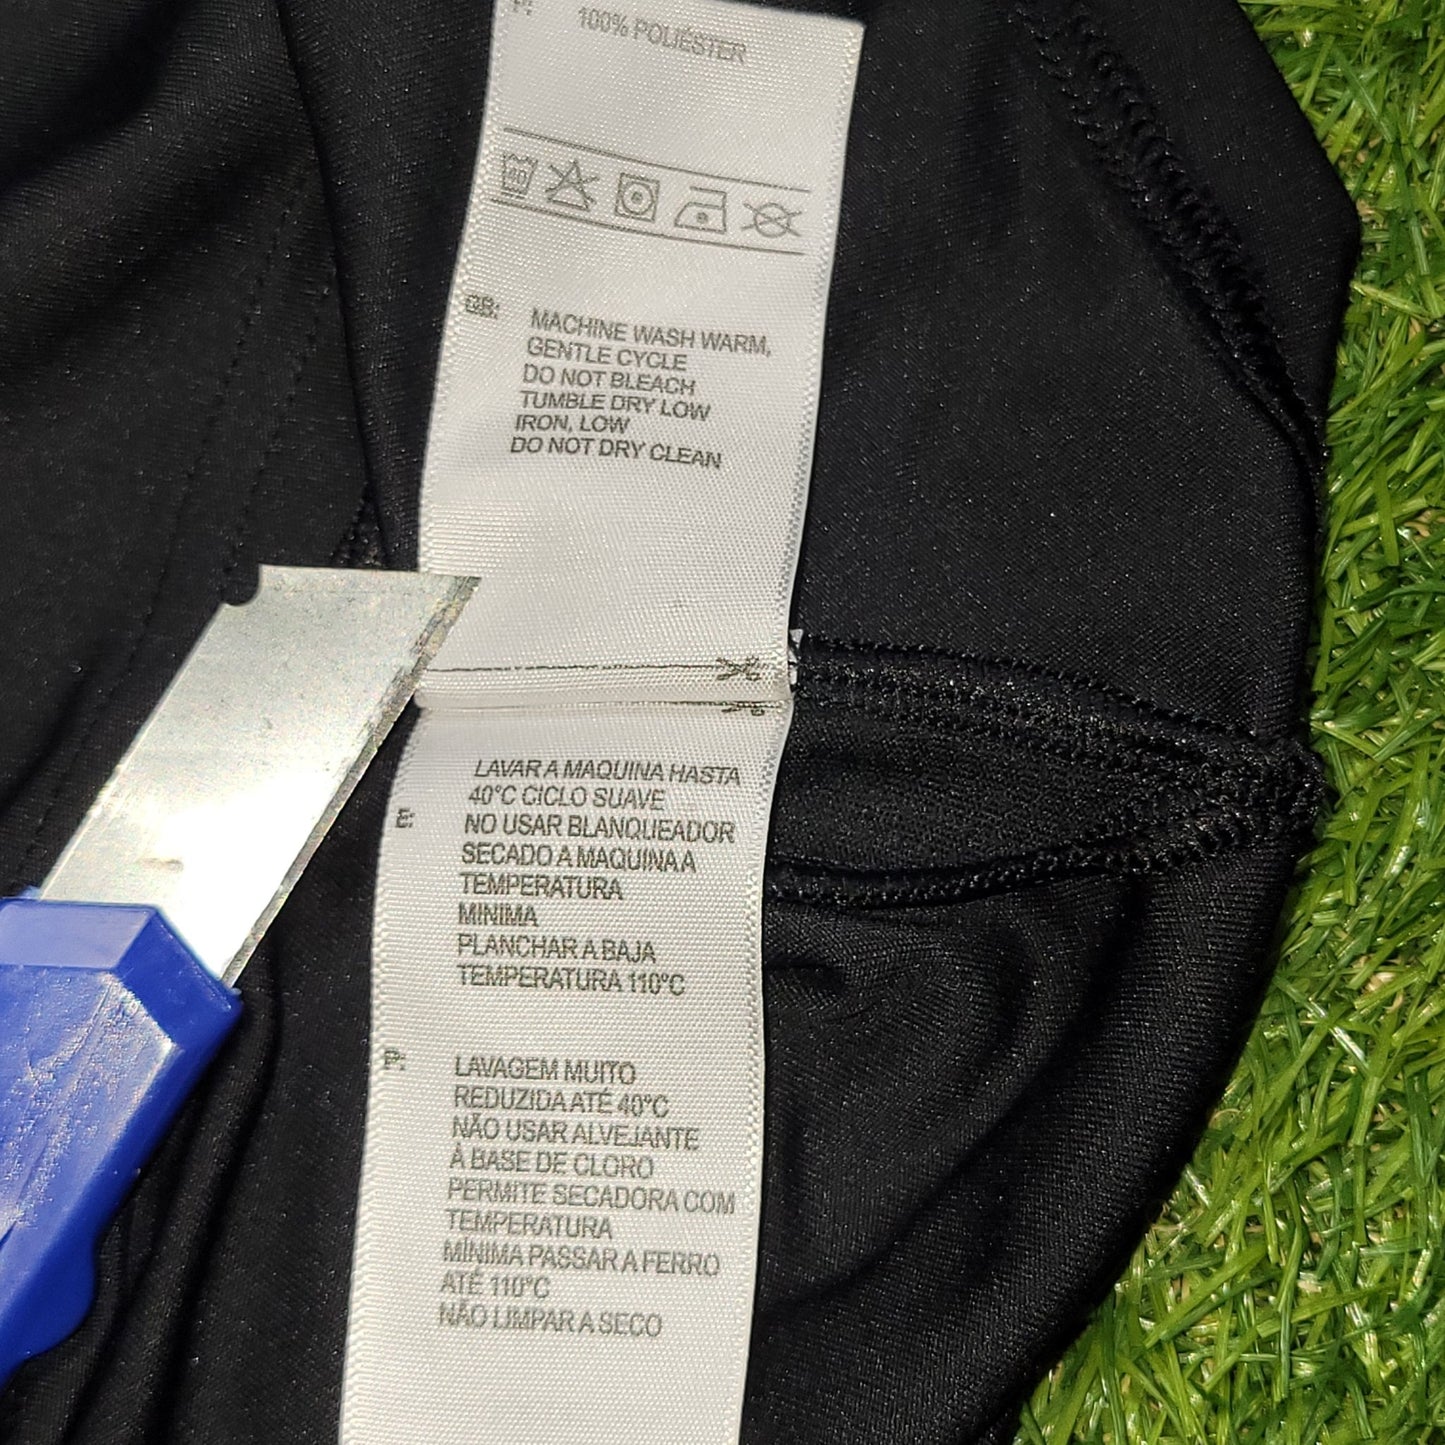 P:
100% POLIÉSTER
40
GB:
MACHINE WASH WARM,
GENTLE CYCLE
DO NOT BLEACH
TUMBLE DRY LOW
IRON, LOW
DO NOT DRY CLEAN
LAVAR A MAQUINA HASTA
40°C CICLO SUAVE
E:
NO USAR BLANQUEADOR
SECADO A MAQUINA A
TEMPERATURA
MINIMA
PLANCHAR A BAJA
TEMPERATURA 110°C
P:
LAVAGEM MUITO
REDUZIDA ATÉ 40°C
NÃO USAR ALVEJANTE
À BASE DE CLORO
PERMITE SECADORA COM
TEMPERATURA
MÍNIMA PASSAR A FERRO
ATÉ 110°C
NÃO LIMPAR A SECO